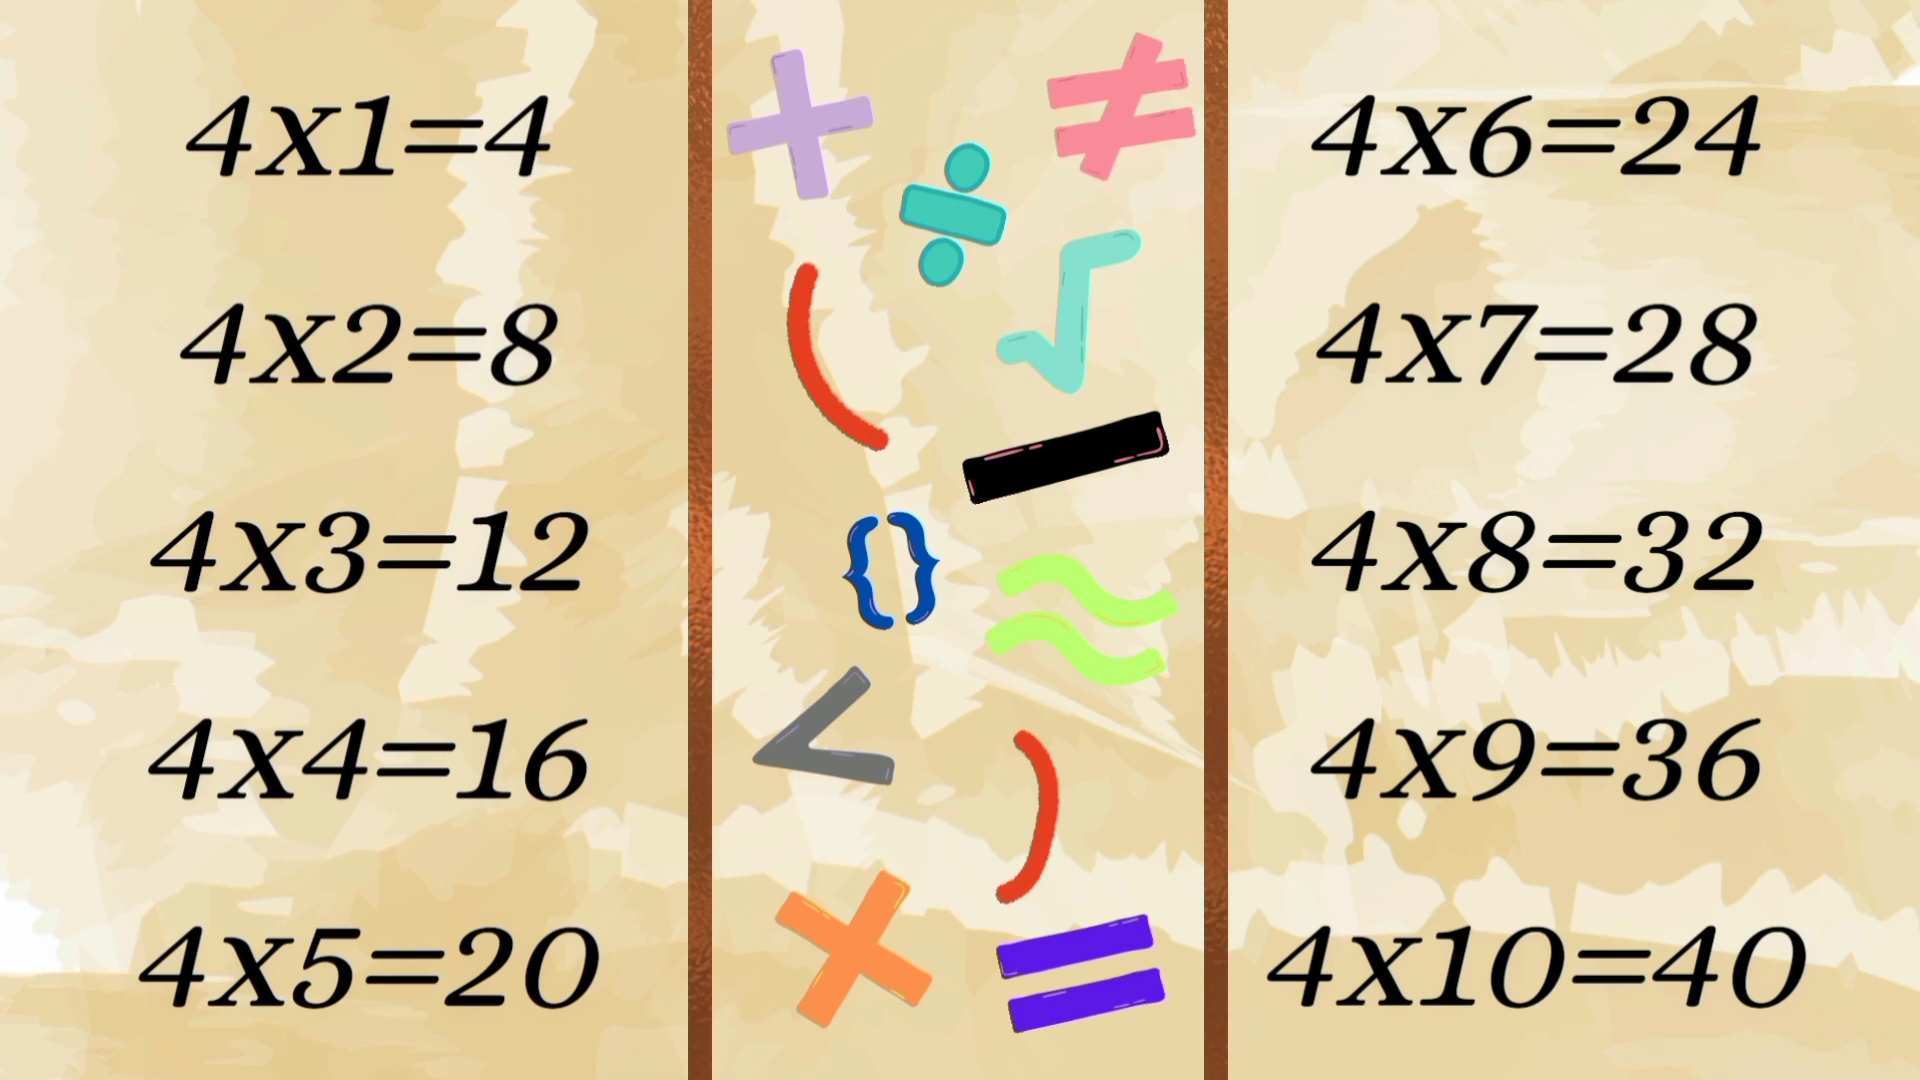 4x1=4
4x2=8
4x3=12
4x4=16
4x5=20
+
≠
÷
√
(
−
{}
≈
<
)
×
=
4x6=24
4x7=28
4x8=32
4x9=36
4x10=40